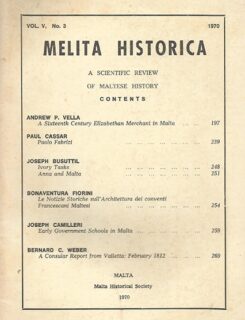 VOL. V, No. 3 1970
MELITA HISTORICA
A SCIENTIFIC REVIEW
OF MALTESE HISTORY
CONTENTS
ANDREW P. VELLA
A Sixteenth Century Elizabethan Merchant in Malta ... ... 197
PAUL CASSAR
Paolo Fabrizi ... ... ... 239
JOSEPH BUSUTTIL
Ivory Tusks ... ... ... 248
Anna and Malta ... ... ... 251
BONAVENTURA FIORINI
Le Notizie Storiche sull'Architettura dei conventi
Francescani Maltesi ... ... ... 254
JOSEPH CAMILLERI
Early Government Schools in Malta ... ... 259
BERNARD C. WEBER
A Consular Report from Valletta: February 1812 ... ... 269
MALTA
Malta Historical Society
1970